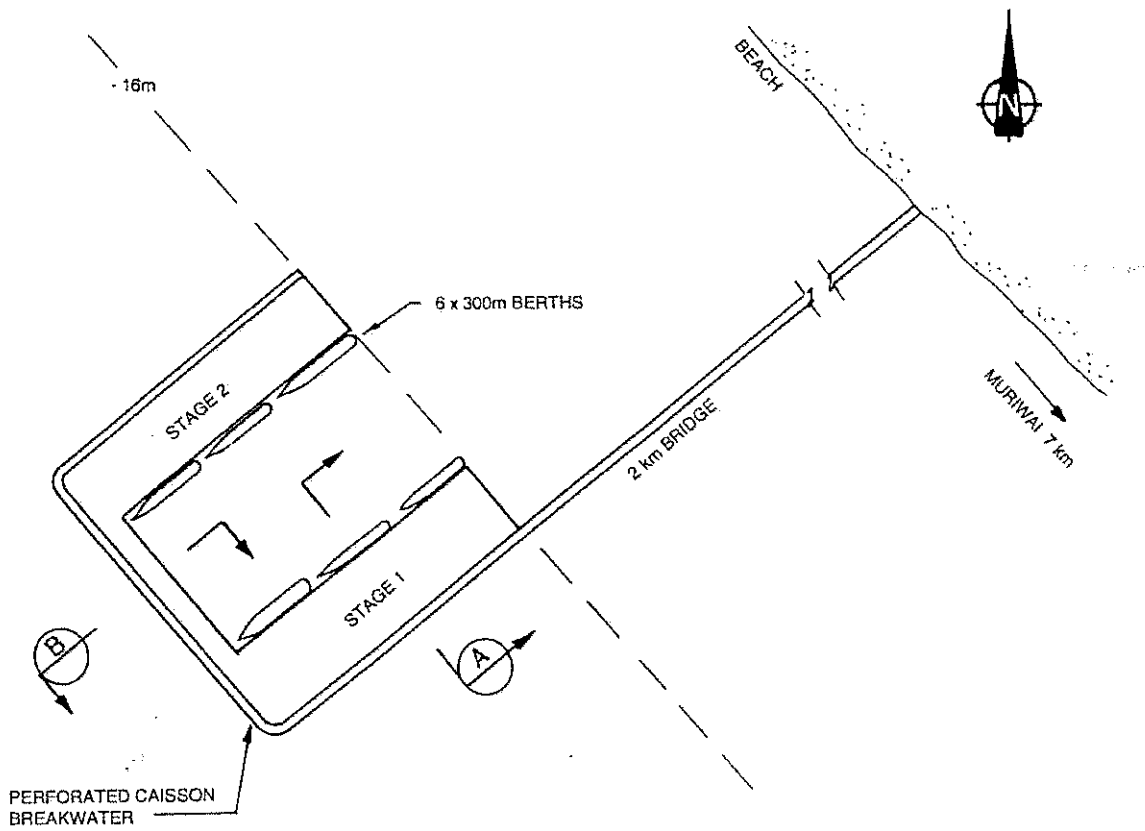 - 16m
BEACH
N
6 x 300m BERTHS
STAGE 2
MURIWAI 7 km
2 km BRIDGE
STAGE 1
B
A
PERFORATED CAISSON
BREAKWATER